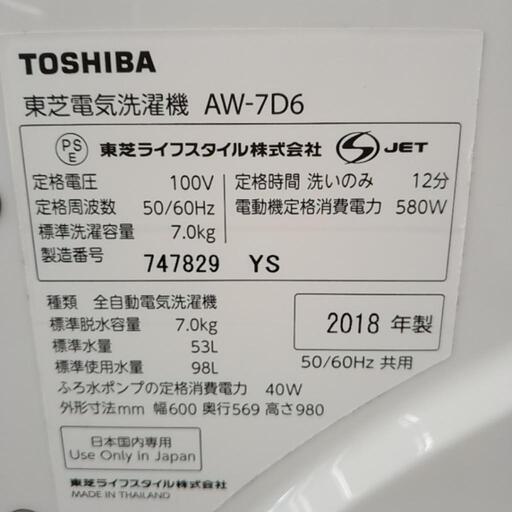 TOSHIBA
東芝電気洗濯機 AW-7D6
PS E 東芝ライフスタイル株式会社 S JET
定格電圧 100V 定格時間 洗いのみ 12分
定格周波数 50/60Hz 電動機定格消費電力 580W
標準洗濯容量 7.0kg
製造番号 747829 YS
種類 全自動電気洗濯機
標準脱水容量 7.0kg
2018 年製
標準水量 53L
標準使用水量 98L 50/60Hz 共用
ふろ水ポンプの定格消費電力 40W
外形寸法mm 幅600 奥行569 高さ980
日本国内専用
Use Only in Japan
東芝ライフスタイル株式会社
MADE IN THAILAND